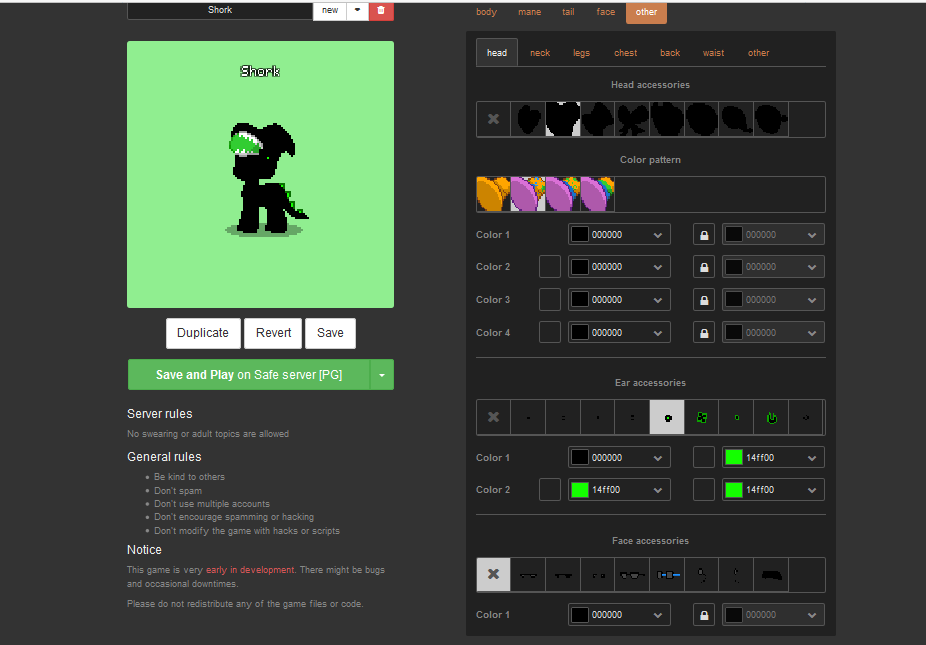 Shork
new
body
mane
tail
face
other
Shork
head
neck
legs
chest
back
waist
other
Head accessories
Color pattern
Color 1
000000
000000
Color 2
000000
000000
Color 3
000000
000000
Color 4
000000
000000
Duplicate
Revert
Save
Save and Play on Safe server [PG]
Ear accessories
Color 1
000000
14ff00
Color 2
14ff00
14ff00
Face accessories
Color 1
000000
000000
Server rules
No swearing or adult topics are allowed
General rules
Be kind to others
Don't spam
Don't use multiple accounts
Don't encourage spamming or hacking
Don't modify the game with hacks or scripts
Notice
This game is very early in development. There might be bugs
and occasional downtimes.
Please do not redistribute any of the game files or code.